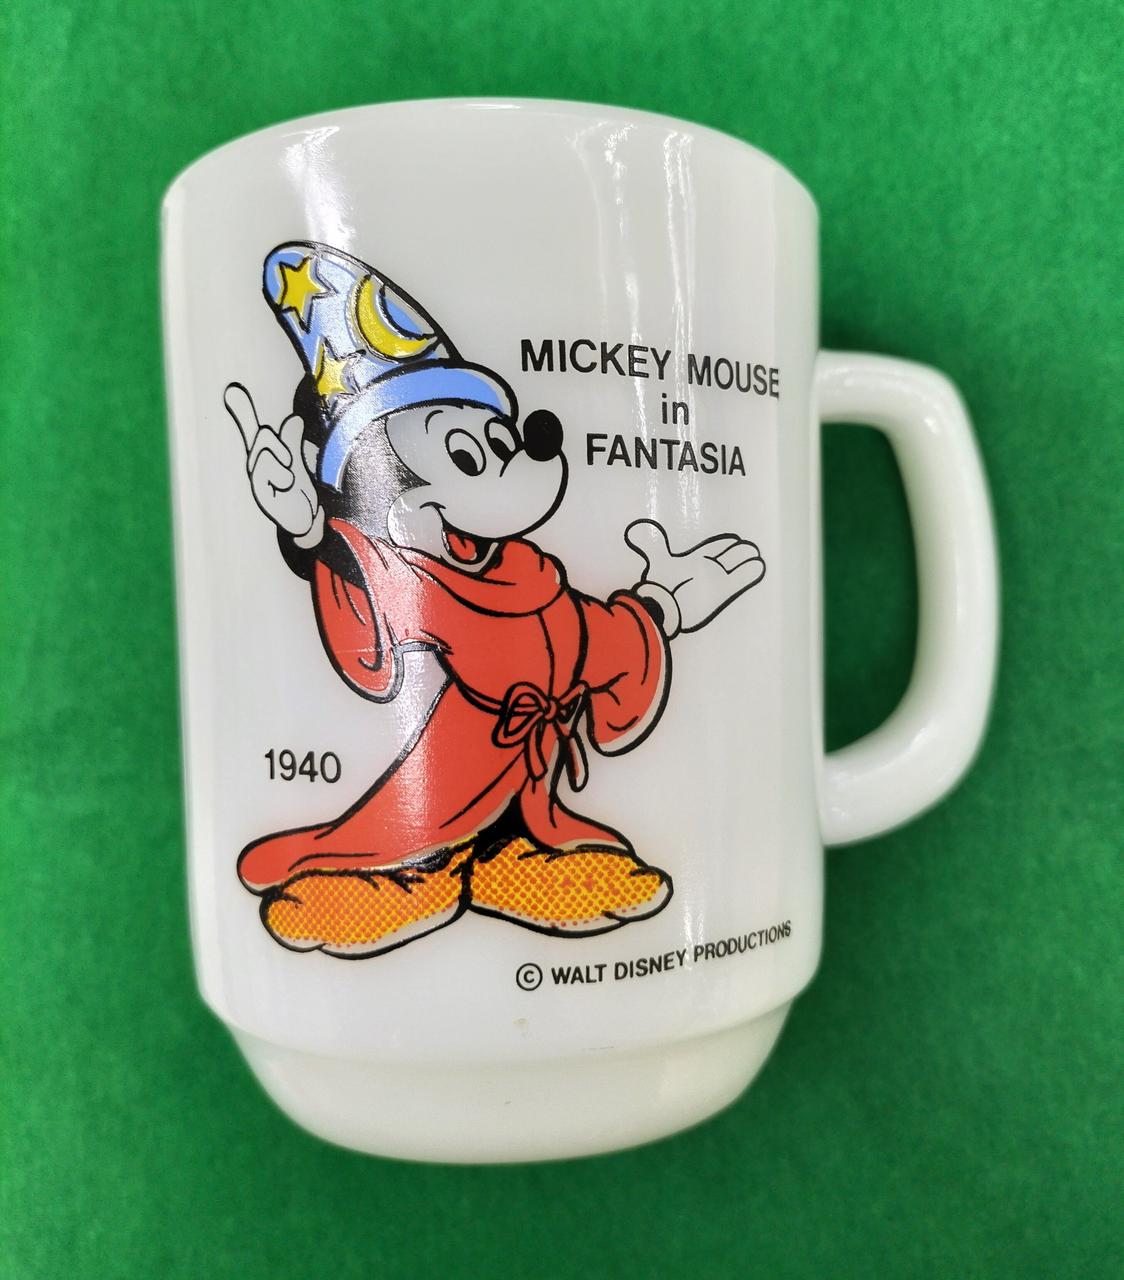 MICKEY MOUSE
in
FANTASIA
1940
© WALT DISNEY PRODUCTIONS